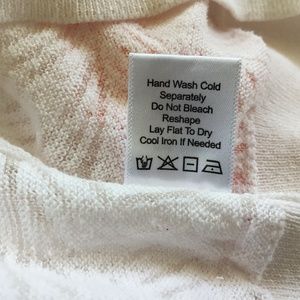 Hand Wash Cold
Separately
Do Not Bleach
Reshape
Lay Flat To Dry
Cool Iron If Needed